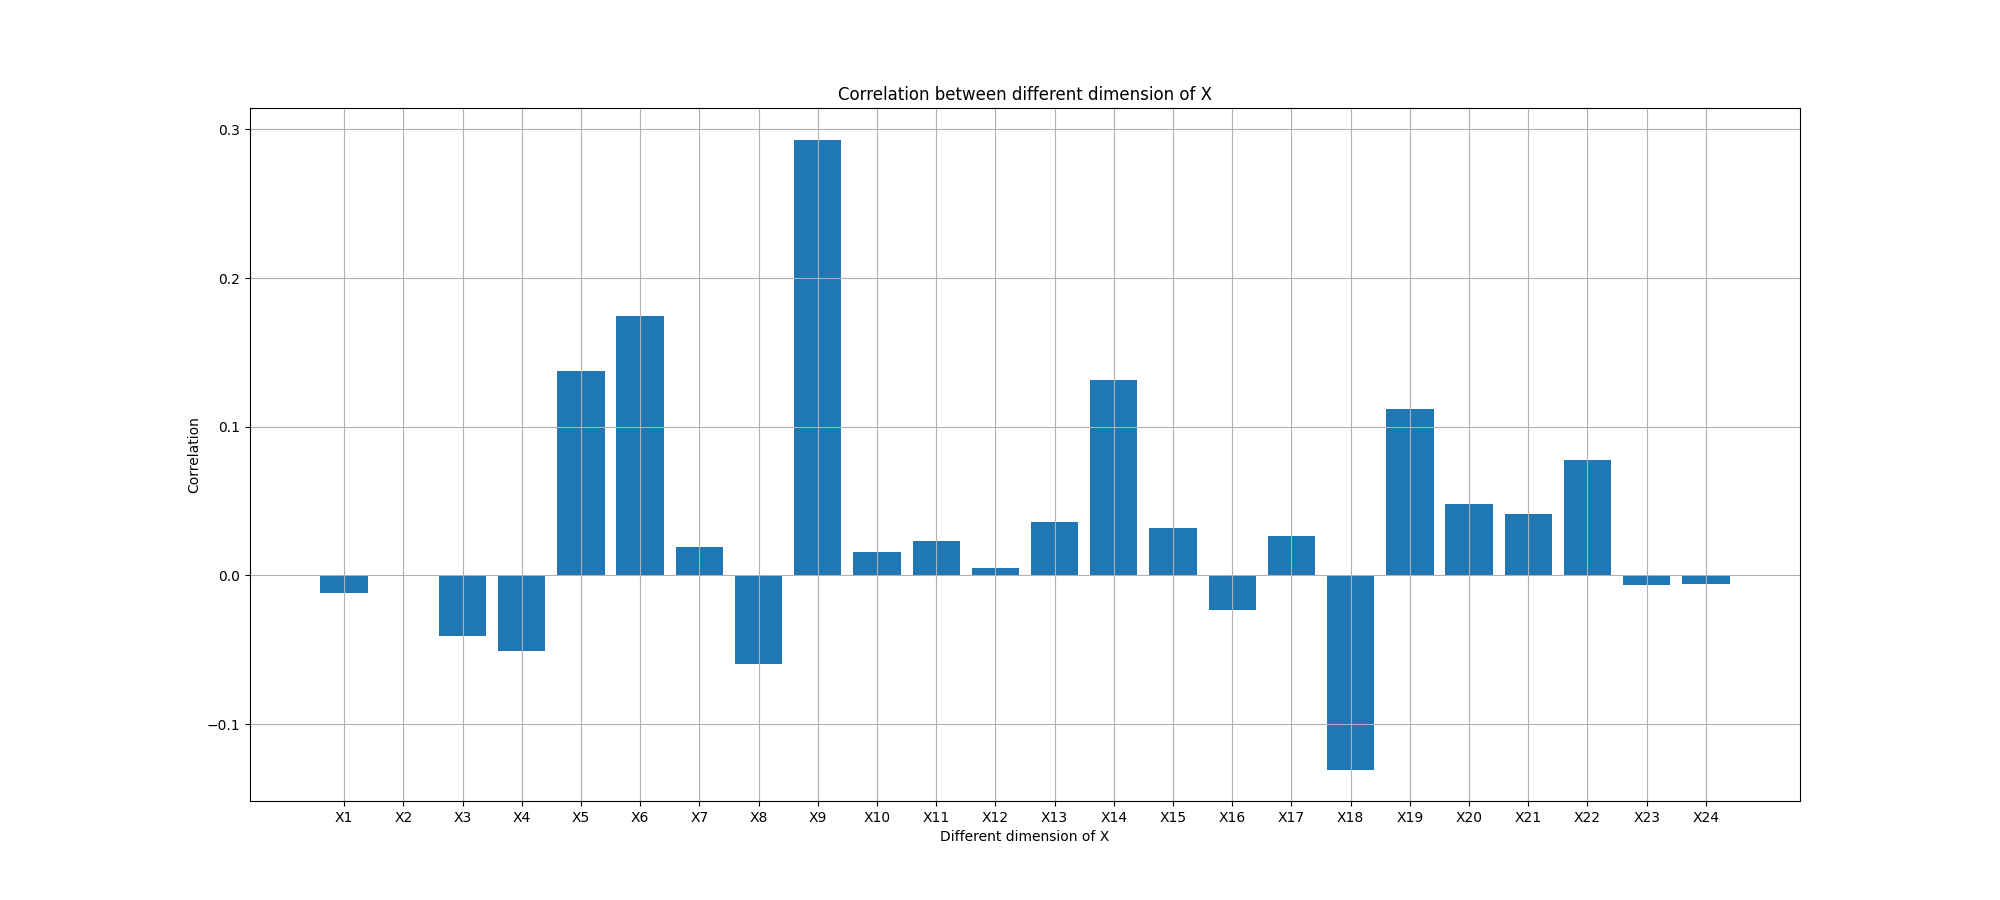 Correlation between different dimension of X
0.3
0.2
0.1
0.0
−0.1
Correlation
X1 X2 X3 X4 X5 X6 X7 X8 X9 X10 X11 X12 X13 X14 X15 X16 X17 X18 X19 X20 X21 X22 X23 X24
Different dimension of X